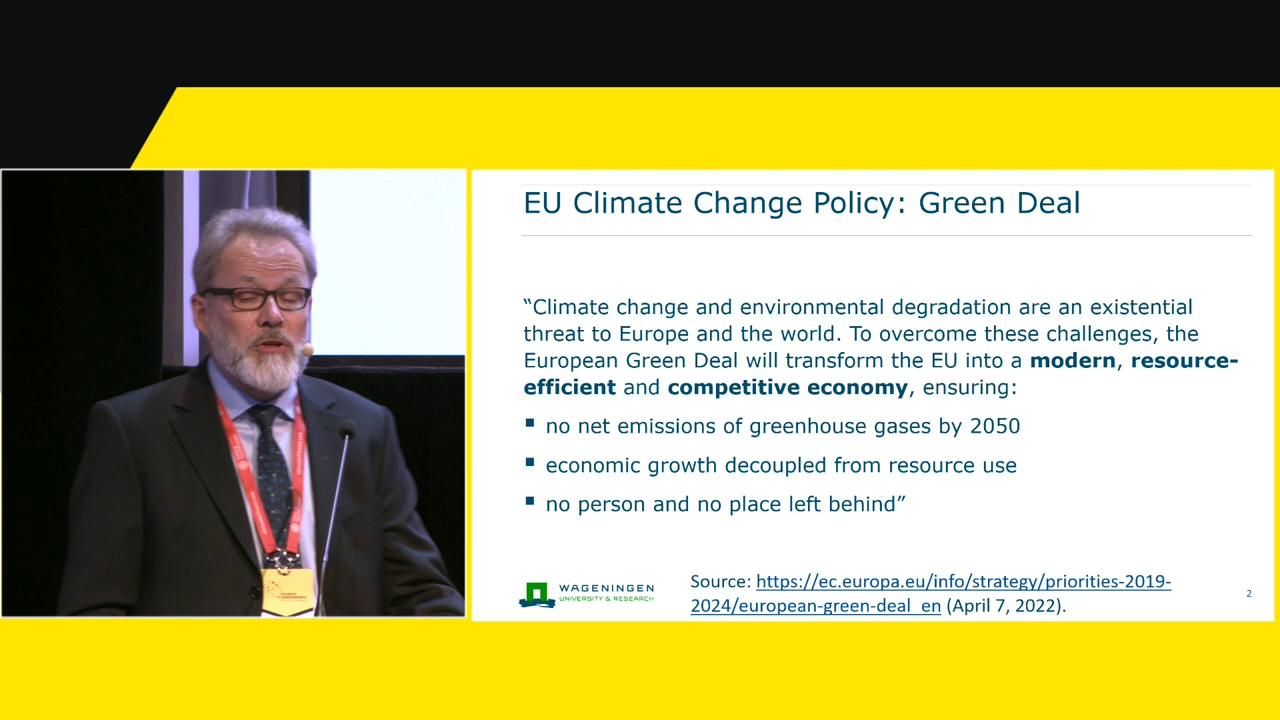 EU Climate Change Policy: Green Deal
“Climate change and environmental degradation are an existential
threat to Europe and the world. To overcome these challenges, the
European Green Deal will transform the EU into a modern, resource-
efficient and competitive economy, ensuring:
▪ no net emissions of greenhouse gases by 2050
▪ economic growth decoupled from resource use
▪ no person and no place left behind”
WAGENINGEN
UNIVERSITY & RESEARCH
Source: https://ec.europa.eu/info/strategy/priorities-2019-
2024/european-green-deal_en (April 7, 2022).
2